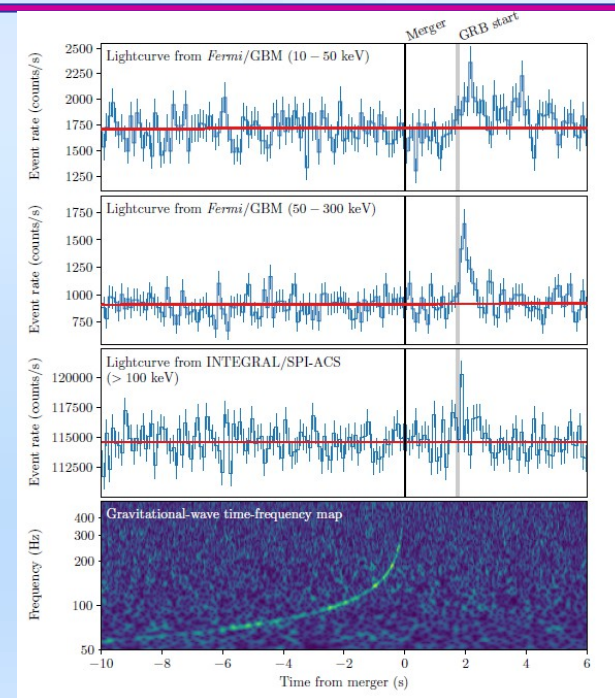 Merger
GRB start
2500
2250
2000
1750
1500
1250
Event rate (counts/s)
Lightcurve from Fermi/GBM (10 – 50 keV)
1750
1500
1250
1000
750
Event rate (counts/s)
Lightcurve from Fermi/GBM (50 – 300 keV)
120000
117500
115000
112500
Event rate (counts/s)
Lightcurve from INTEGRAL/SPI-ACS
(> 100 keV)
400
300
200
100
50
Frequency (Hz)
Gravitational-wave time-frequency map
−10 −8 −6 −4 −2 0 2 4 6
Time from merger (s)